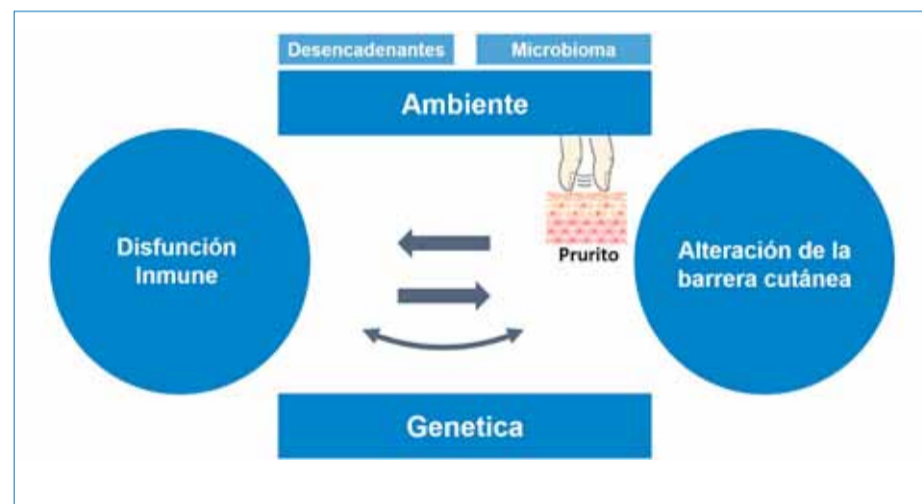 Desencadenantes
Microbioma
Ambiente
Disfunción
Inmune
Prurito
Alteración de la
barrera cutánea
Genetica